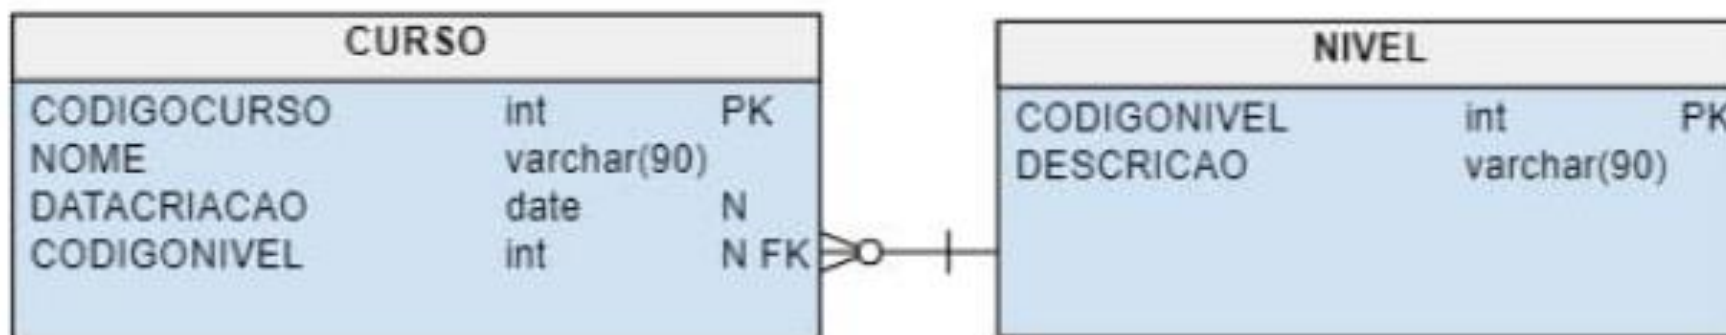 CURSO
CODIGOCURSO int PK
NOME varchar(90)
DATACRIACAO date N
CODIGONIVEL int N FK
NIVEL
CODIGONIVEL int PK
DESCRICAO varchar(90)